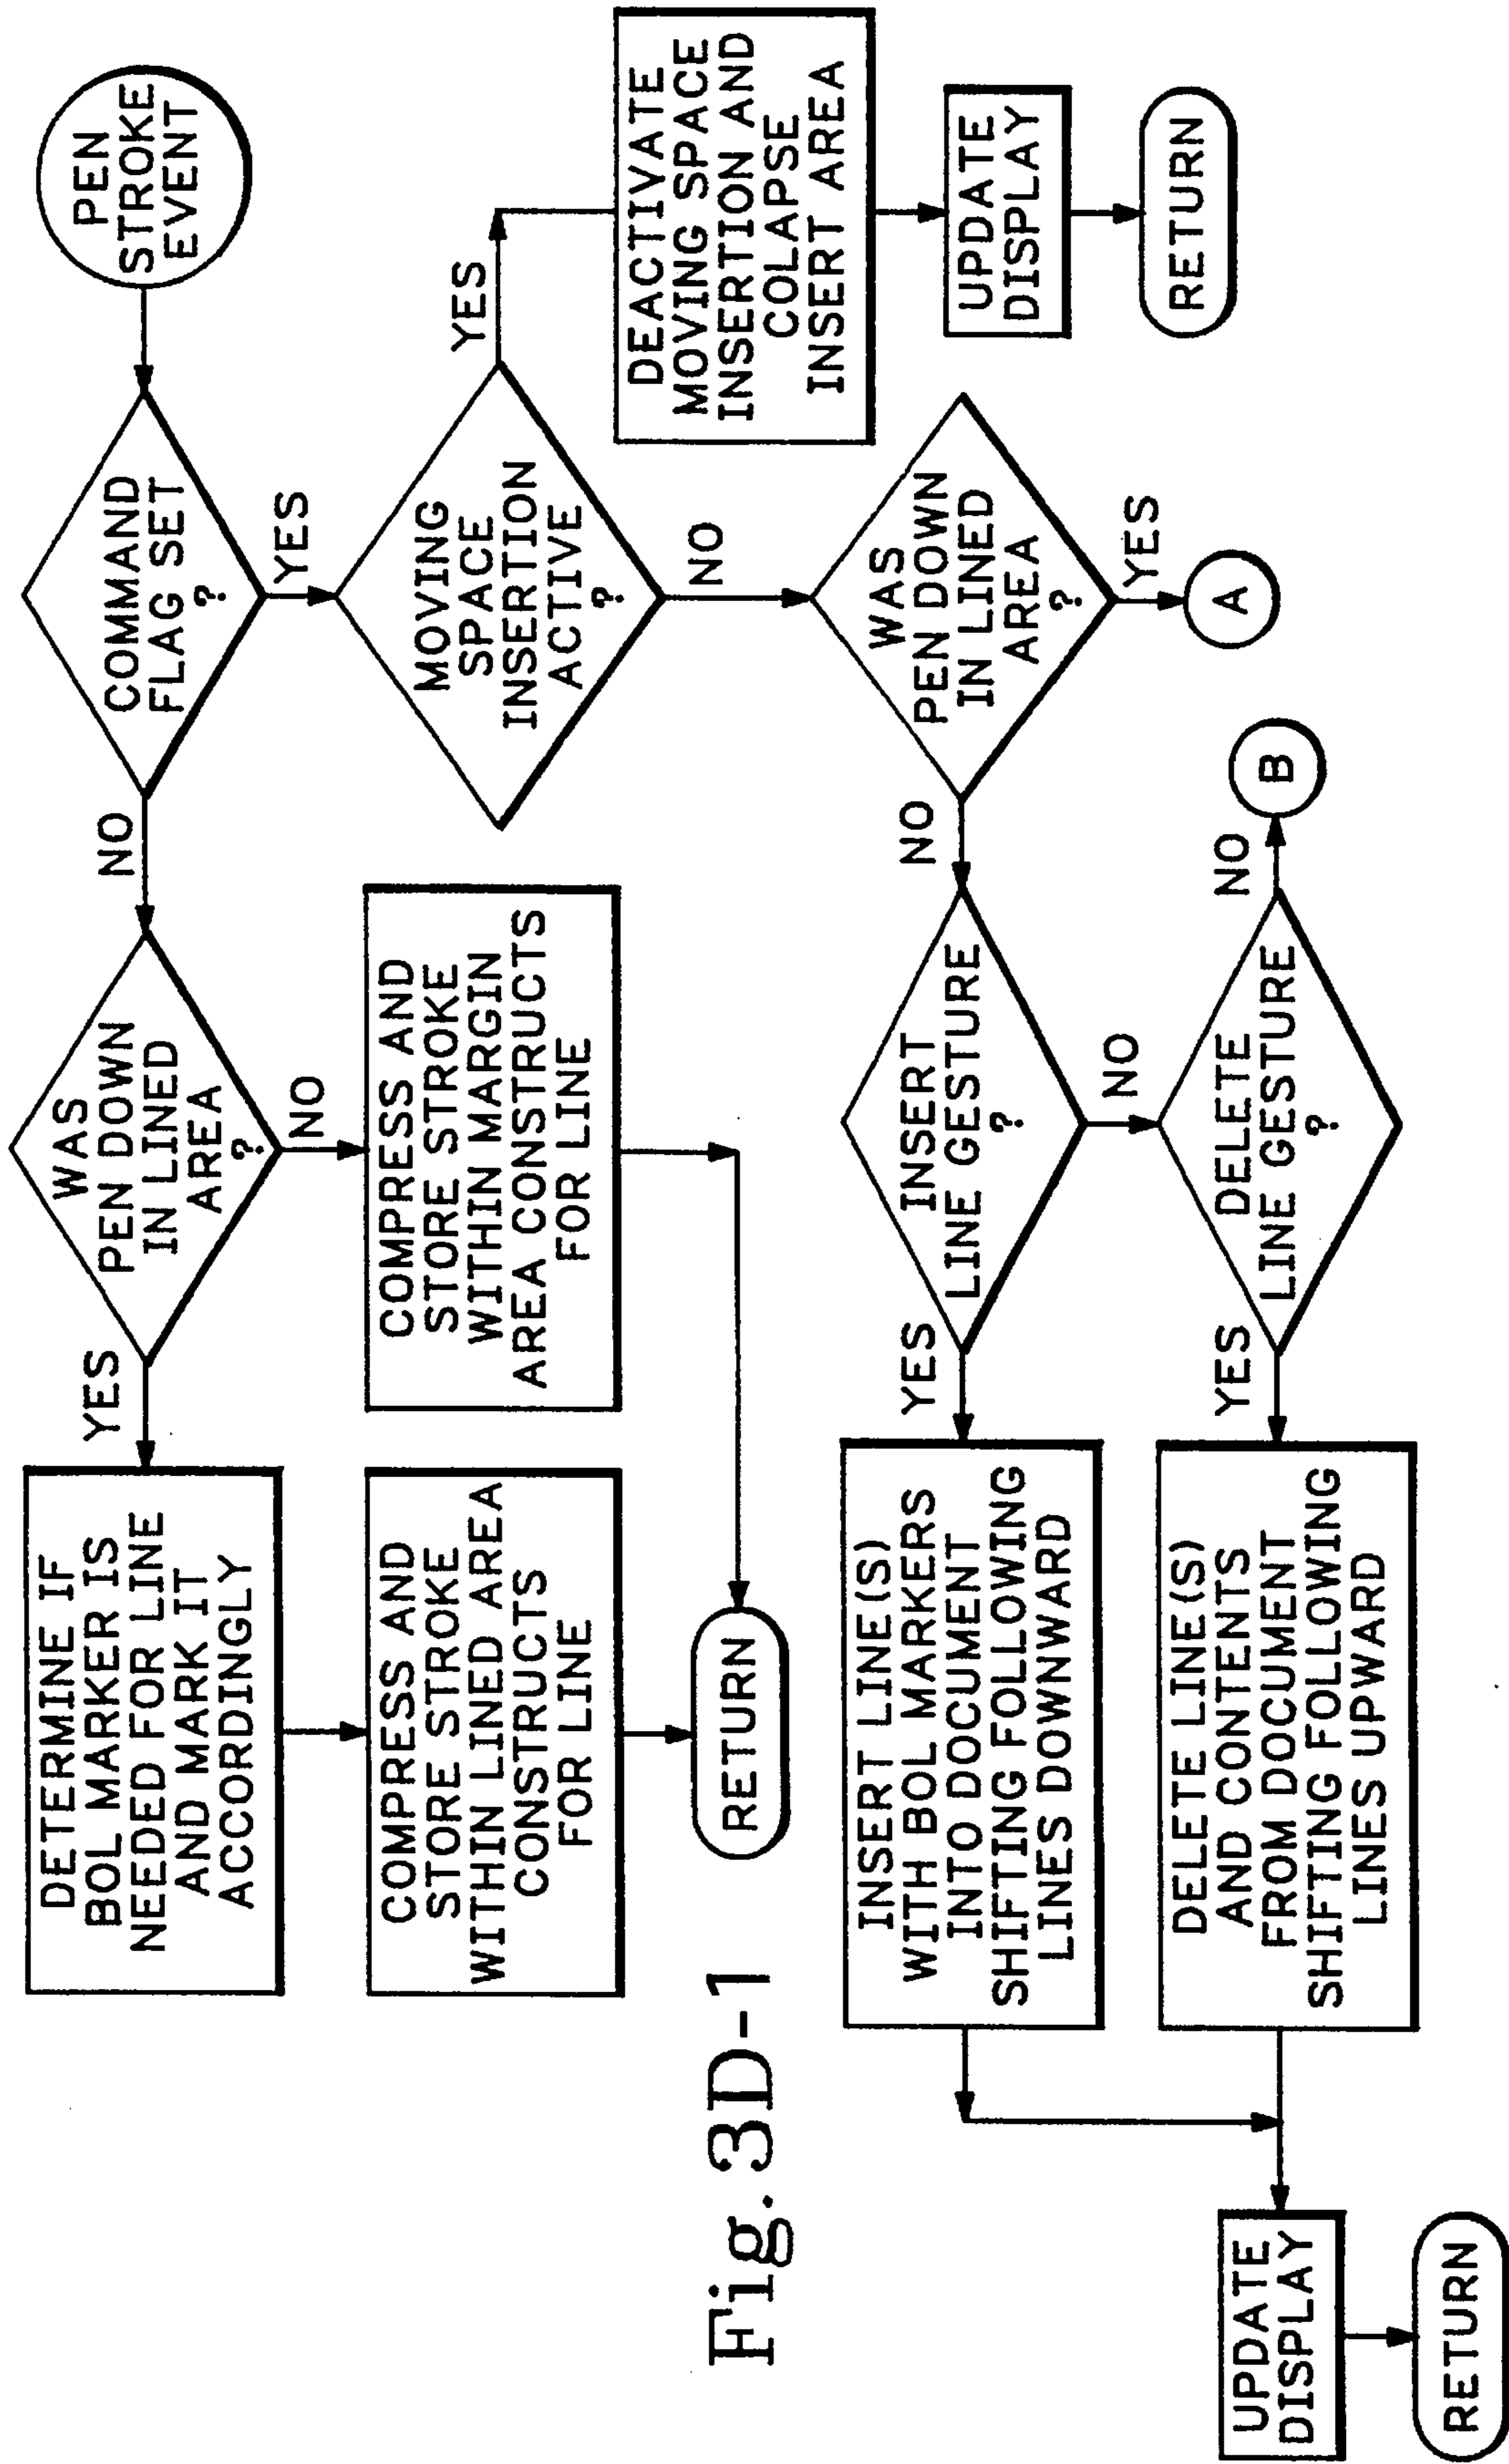 PEN
STROKE
EVENT
COMMAND
FLAG SET
?
NO
YES
WAS
PEN DOWN
IN LINED
AREA
?
YES
NO
DETERMINE IF
BOL MARKER IS
NEEDED FOR LINE
AND MARK IT
ACCORDINGLY
COMPRESS AND
STORE STROKE
WITHIN LINED AREA
CONSTRUCTS
FOR LINE
COMPRESS AND
STORE STROKE
WITHIN MARGIN
AREA CONSTRUCTS
FOR LINE
RETURN
MOVING
SPACE
INSERTION
ACTIVE
?
YES
NO
DEACTIVATE
MOVING SPACE
INSERTION AND
COLAPSE
INSERT AREA
UPDATE
DISPLAY
RETURN
WAS
PEN DOWN
IN LINED
AREA
?
YES
A
NO
INSERT
LINE GESTURE
?
YES
NO
INSERT LINE(S)
WITH BOL MARKERS
INTO DOCUMENT
SHIFTING FOLLOWING
LINES DOWNWARD
DELETE
LINE GESTURE
?
NO
B
YES
DELETE LINE(S)
AND CONTENTS
FROM DOCUMENT
SHIFTING FOLLOWING
LINES UPWARD
UPDATE
DISPLAY
RETURN
Fig. 3D-1